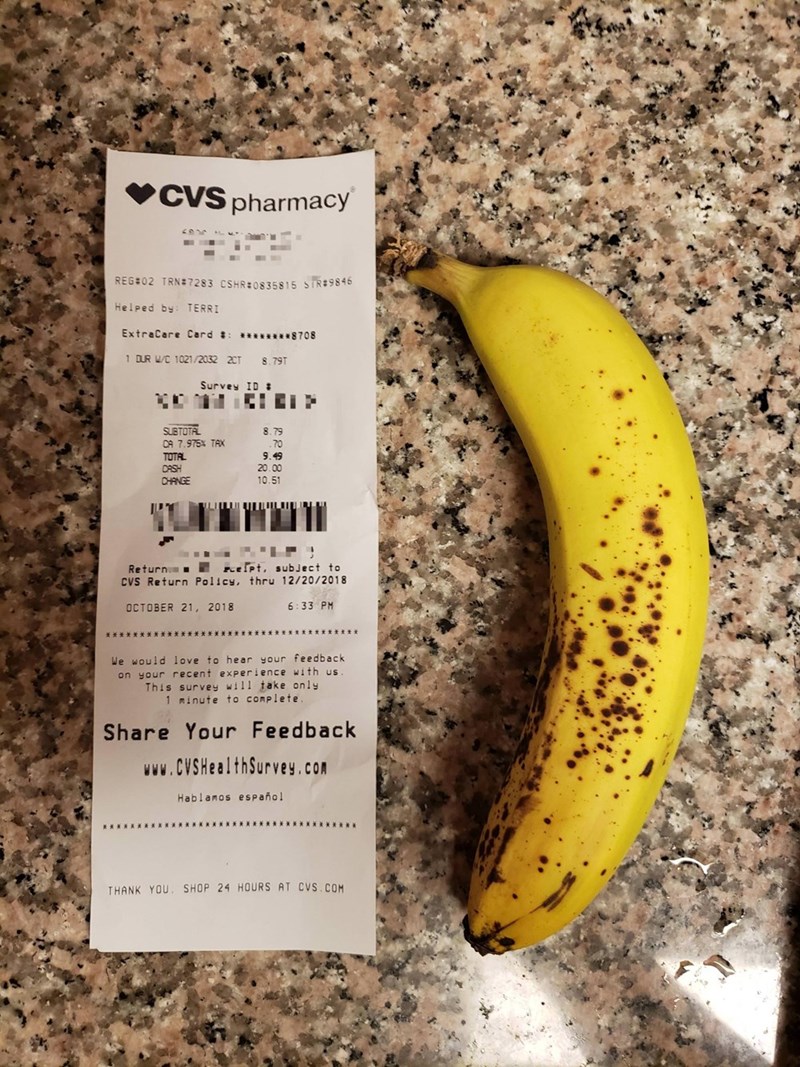 CVS pharmacy®
REG#02 TRN#7283 CSHR#0835815 STR#9846
Helped by: TERRI
ExtraCare Card #: ********8708
1 DUR W/C 1021/2032 2CT 8.79T
Survey ID #
SUBTOTAL 8.79
CA 7.975% TAX .70
TOTAL 9.49
CASH 20.00
CHANGE 10.51
Return subject to
CVS Return Policy, thru 12/20/2018
OCTOBER 21, 2018 6:33 PM
****************************************
We would love to hear your feedback
on your recent experience with us.
This survey will take only
1 minute to complete.
Share Your Feedback
www.CVSHealthSurvey.com
Hablamos español
****************************************
THANK YOU. SHOP 24 HOURS AT CVS.COM